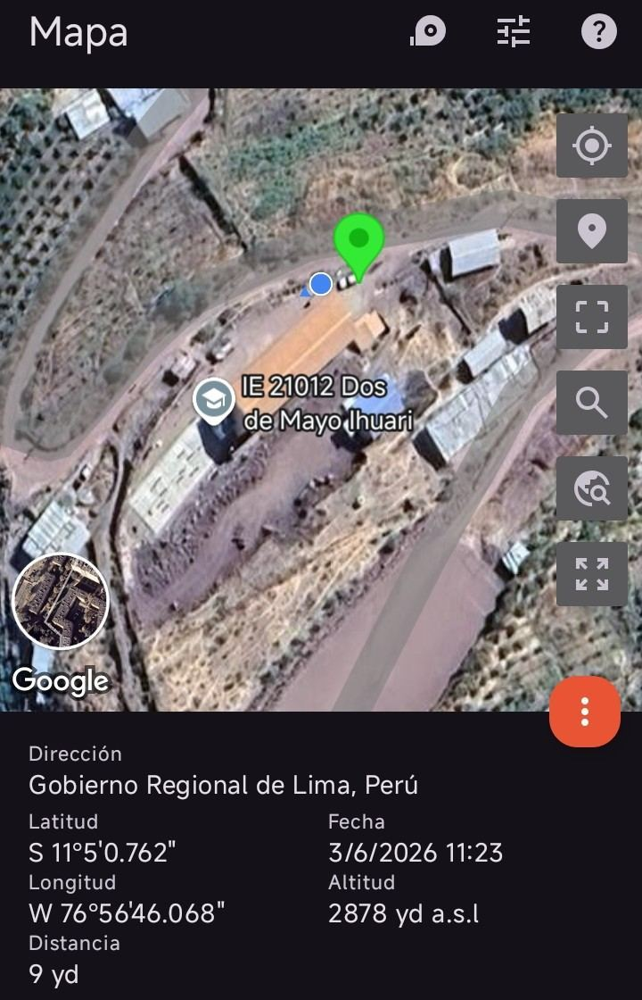 Mapa
IE 21012 Dos
de Mayo Ihuari
Google
Dirección
Gobierno Regional de Lima, Perú
Latitud
S 11°5'0.762"
Fecha
3/6/2026 11:23
Longitud
W 76°56'46.068"
Altitud
2878 yd a.s.l
Distancia
9 yd